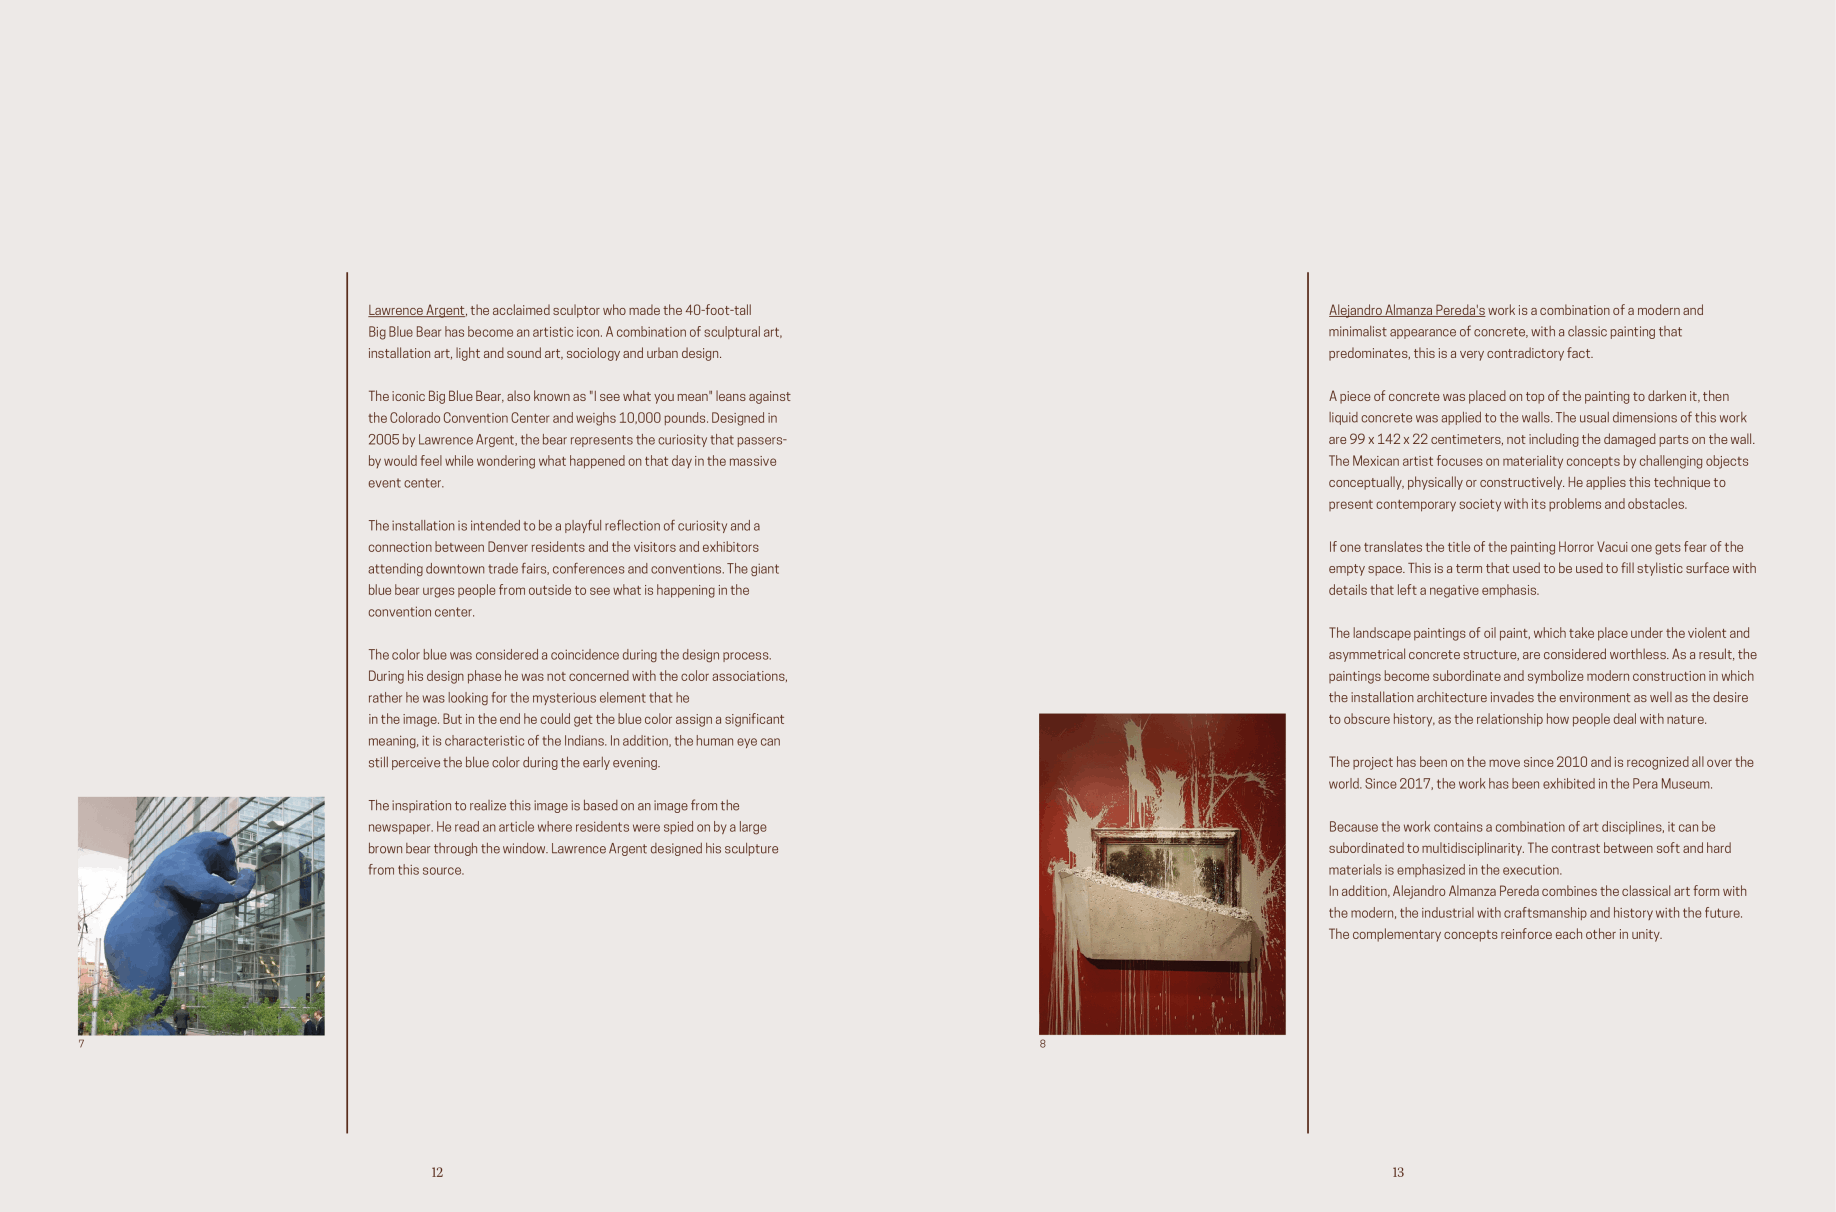 Lawrence Argent, the acclaimed sculptor who made the 40-foot-tall
Big Blue Bear has become an artistic icon. A combination of sculptural art,
installation art, light and sound art, sociology and urban design.
The iconic Big Blue Bear, also known as "I see what you mean" leans against
the Colorado Convention Center and weighs 10,000 pounds. Designed in
2005 by Lawrence Argent, the bear represents the curiosity that passers-
by would feel while wondering what happened on that day in the massive
event center.
The installation is intended to be a playful reflection of curiosity and a
connection between Denver residents and the visitors and exhibitors
attending downtown trade fairs, conferences and conventions. The giant
blue bear urges people from outside to see what is happening in the
convention center.
The color blue was considered a coincidence during the design process.
During his design phase he was not concerned with the color associations,
rather he was looking for the mysterious element that he
in the image. But in the end he could get the blue color assign a significant
meaning, it is characteristic of the Indians. In addition, the human eye can
still perceive the blue color during the early evening.
The inspiration to realize this image is based on an image from the
newspaper. He read an article where residents were spied on by a large
brown bear through the window. Lawrence Argent designed his sculpture
from this source.
7
12
Alejandro Almanza Pereda's work is a combination of a modern and
minimalist appearance of concrete, with a classic painting that
predominates, this is a very contradictory fact.
A piece of concrete was placed on top of the painting to darken it, then
liquid concrete was applied to the walls. The usual dimensions of this work
are 99 x 142 x 22 centimeters, not including the damaged parts on the wall.
The Mexican artist focuses on materiality concepts by challenging objects
conceptually, physically or constructively. He applies this technique to
present contemporary society with its problems and obstacles.
If one translates the title of the painting Horror Vacui one gets fear of the
empty space. This is a term that used to be used to fill stylistic surface with
details that left a negative emphasis.
The landscape paintings of oil paint, which take place under the violent and
asymmetrical concrete structure, are considered worthless. As a result, the
paintings become subordinate and symbolize modern construction in which
the installation architecture invades the environment as well as the desire
to obscure history, as the relationship how people deal with nature.
The project has been on the move since 2010 and is recognized all over the
world. Since 2017, the work has been exhibited in the Pera Museum.
Because the work contains a combination of art disciplines, it can be
subordinated to multidisciplinarity. The contrast between soft and hard
materials is emphasized in the execution.
In addition, Alejandro Almanza Pereda combines the classical art form with
the modern, the industrial with craftsmanship and history with the future.
The complementary concepts reinforce each other in unity.
8
13